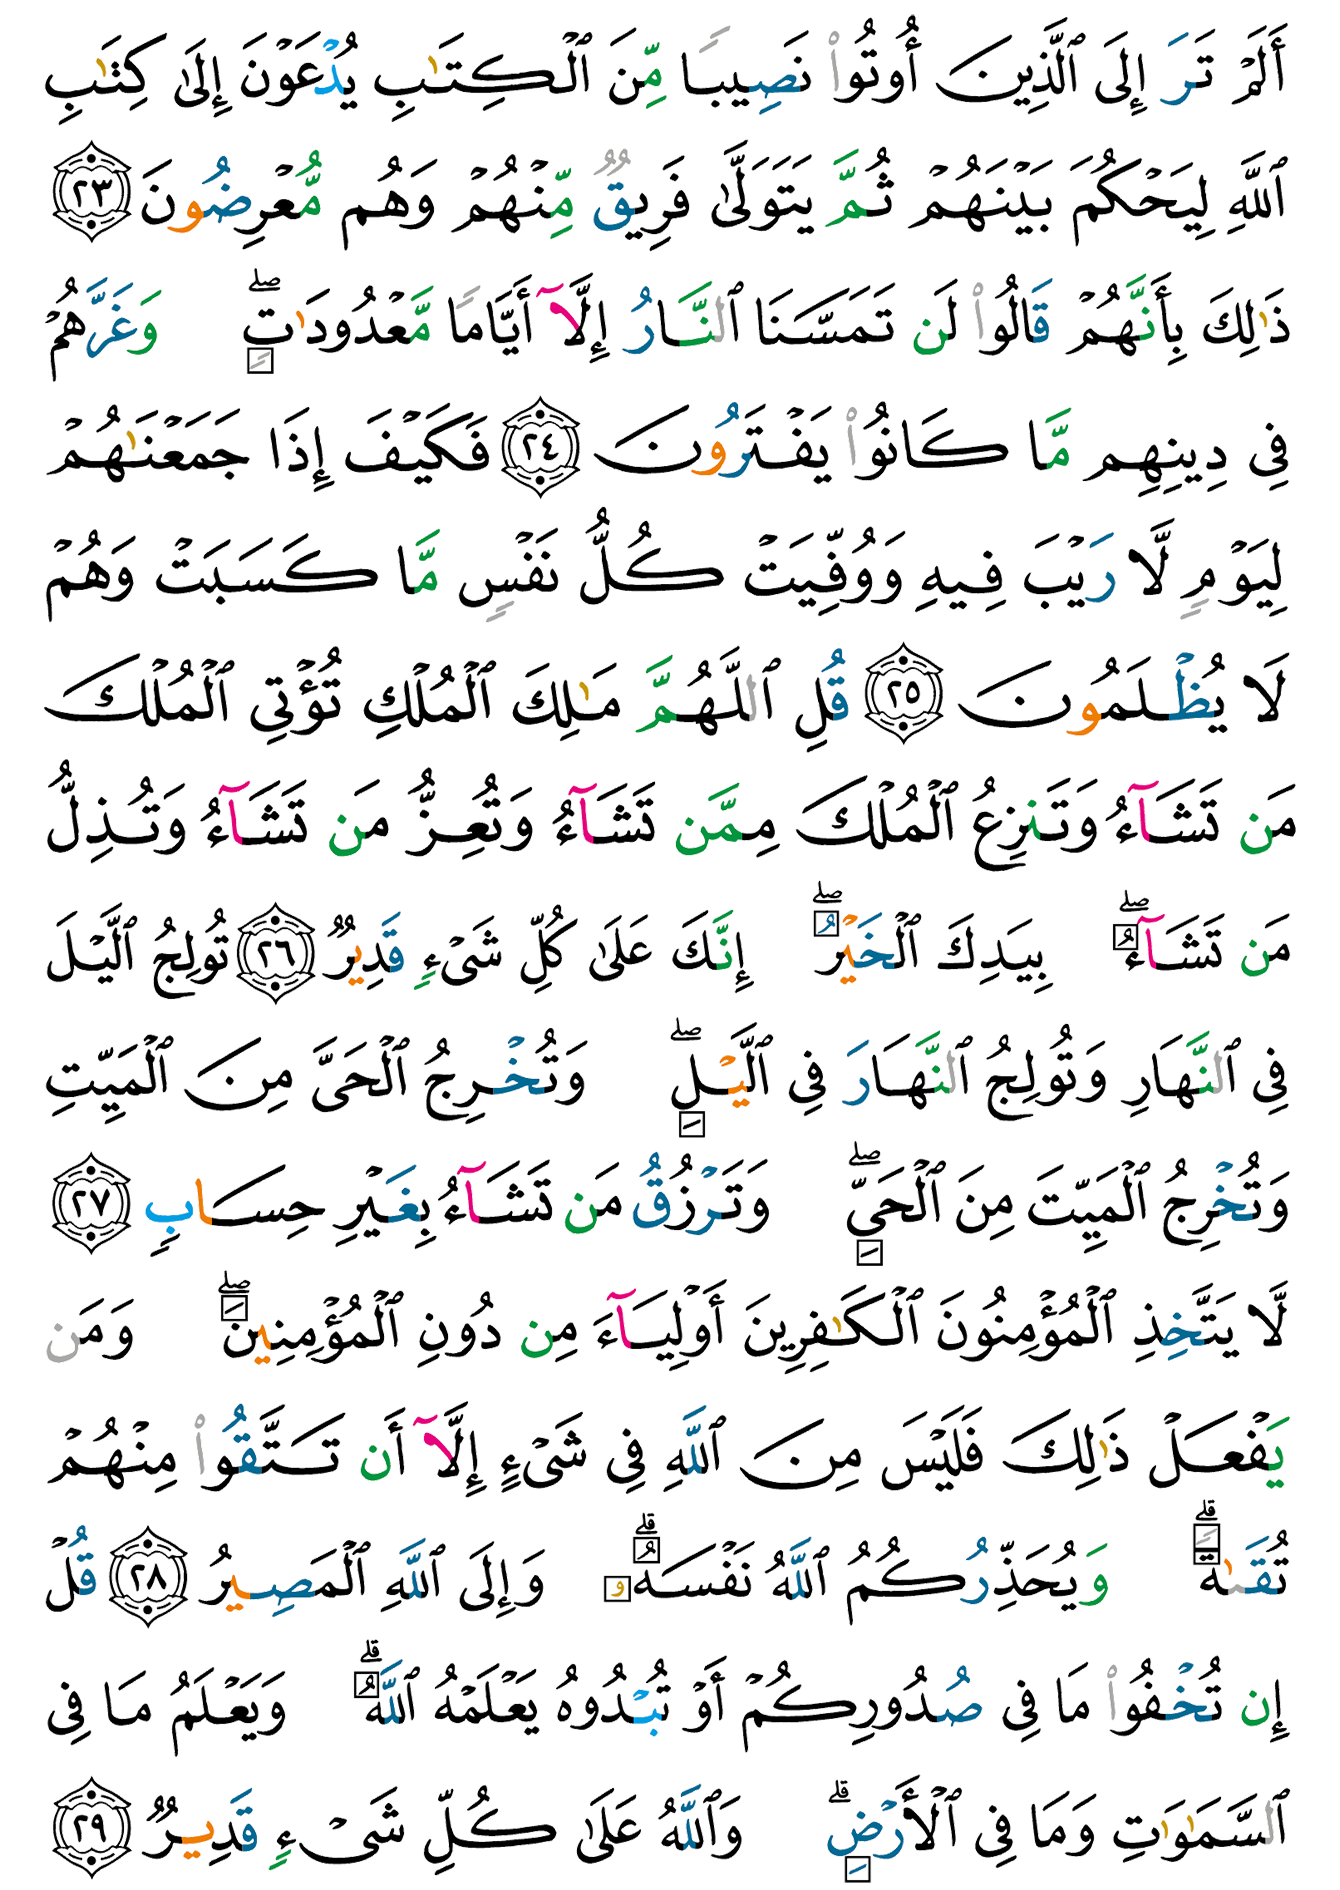 أَلَمْ تَرَ إِلَى ٱلَّذِينَ أُوتُوا۟ نَصِيبًا مِّنَ ٱلْكِتَـٰبِ يُدْعَوْنَ إِلَىٰ كِتَـٰبِ
ٱللَّهِ لِيَحْكُمَ بَيْنَهُمْ ثُمَّ يَتَوَلَّىٰ فَرِيقٌ مِّنْهُمْ وَهُم مُّعْرِضُونَ ٢٣
ذَٰلِكَ بِأَنَّهُمْ قَالُوا۟ لَن تَمَسَّنَا ٱلنَّارُ إِلَّآ أَيَّامًا مَّعْدُودَٰتٍ ۖ وَغَرَّهُمْ
فِى دِينِهِم مَّا كَانُوا۟ يَفْتَرُونَ ٢٤ فَكَيْفَ إِذَا جَمَعْنَـٰهُمْ
لِيَوْمٍ لَّا رَيْبَ فِيهِ وَوُفِّيَتْ كُلُّ نَفْسٍ مَّا كَسَبَتْ وَهُمْ
لَا يُظْلَمُونَ ٢٥ قُلِ ٱللَّهُمَّ مَـٰلِكَ ٱلْمُلْكِ تُؤْتِى ٱلْمُلْكَ
مَن تَشَآءُ وَتَنزِعُ ٱلْمُلْكَ مِمَّن تَشَآءُ وَتُعِزُّ مَن تَشَآءُ وَتُذِلُّ
مَن تَشَآءُ ۖ بِيَدِكَ ٱلْخَيْرُ ۖ إِنَّكَ عَلَىٰ كُلِّ شَىْءٍ قَدِيرٌ ٢٦ تُولِجُ ٱلَّيْلَ
فِى ٱلنَّهَارِ وَتُولِجُ ٱلنَّهَارَ فِى ٱلَّيْلِ ۖ وَتُخْرِجُ ٱلْحَىَّ مِنَ ٱلْمَيِّتِ
وَتُخْرِجُ ٱلْمَيِّتَ مِنَ ٱلْحَىِّ ۖ وَتَرْزُقُ مَن تَشَآءُ بِغَيْرِ حِسَابٍ ٢٧
لَّا يَتَّخِذِ ٱلْمُؤْمِنُونَ ٱلْكَـٰفِرِينَ أَوْلِيَآءَ مِن دُونِ ٱلْمُؤْمِنِينَ ۖ وَمَن
يَفْعَلْ ذَٰلِكَ فَلَيْسَ مِنَ ٱللَّهِ فِى شَىْءٍ إِلَّآ أَن تَتَّقُوا۟ مِنْهُمْ
تُقَىٰةً ۗ وَيُحَذِّرُكُمُ ٱللَّهُ نَفْسَهُۥ ۗ وَإِلَى ٱللَّهِ ٱلْمَصِيرُ ٢٨ قُلْ
إِن تُخْفُوا۟ مَا فِى صُدُورِكُمْ أَوْ تُبْدُوهُ يَعْلَمْهُ ٱللَّهُ ۗ وَيَعْلَمُ مَا فِى
ٱلسَّمَـٰوَٰتِ وَمَا فِى ٱلْأَرْضِ ۗ وَٱللَّهُ عَلَىٰ كُلِّ شَىْءٍ قَدِيرٌ ٢٩